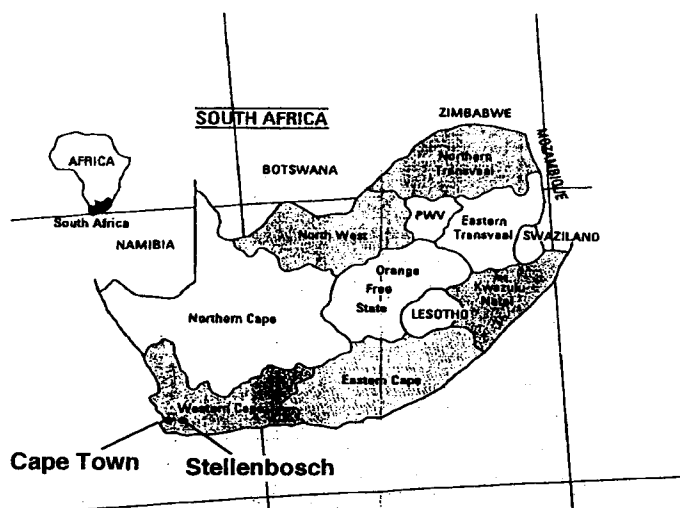 ZIMBABWE
SOUTH AFRICA
MOZAMBIQUE
AFRICA
BOTSWANA
Northern
Transvaal
South Africa
PWV
NAMIBIA
North West
Eastern
Transvaal
SWAZILAND
Orange
Free
State
Kwazulu
Natal
LESOTHO
Northern Cape
Eastern Cape
Western Cape
Cape Town
Stellenbosch